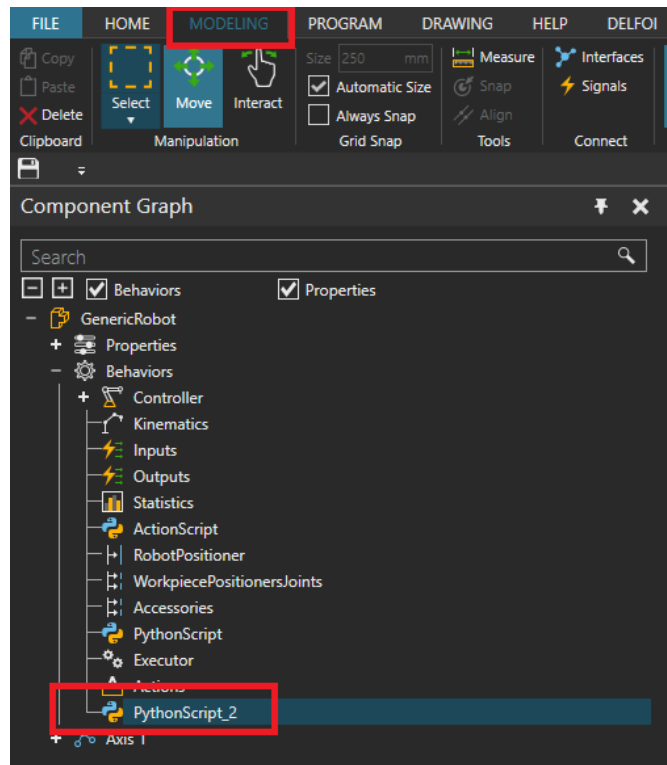 FILE HOME MODELING PROGRAM DRAWING HELP DELFOI
Copy
Paste
Delete
Clipboard
Select
Move
Interact
Manipulation
Size 250 mm
Automatic Size
Always Snap
Grid Snap
Measure
Snap
Align
Tools
Interfaces
Signals
Connect
Component Graph
Search
Behaviors Properties
GenericRobot
Properties
Behaviors
Controller
Kinematics
Inputs
Outputs
Statistics
ActionScript
RobotPositioner
WorkpiecePositionersJoints
Accessories
PythonScript
Executor
Actions
PythonScript_2
Axis 1